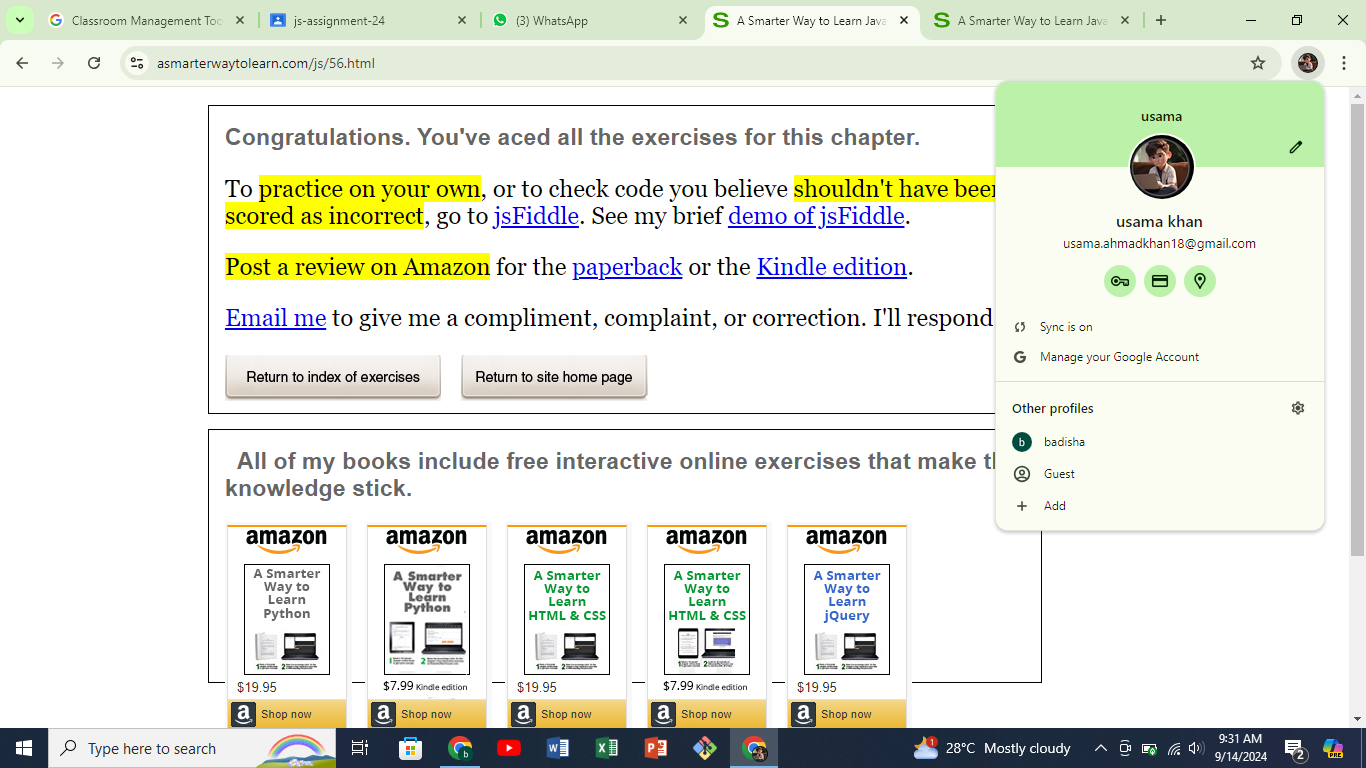 Classroom Management Too
js-assignment-24
(3) WhatsApp
A Smarter Way to Learn Java
A Smarter Way to Learn Java
asmarterwaytolearn.com/js/56.html
Congratulations. You've aced all the exercises for this chapter.
To practice on your own, or to check code you believe shouldn't have been
scored as incorrect, go to jsFiddle. See my brief demo of jsFiddle.
Post a review on Amazon for the paperback or the Kindle edition.
Email me to give me a compliment, complaint, or correction. I'll respond
Return to index of exercises
Return to site home page
usama
usama khan
usama.ahmadkhan18@gmail.com
Sync is on
Manage your Google Account
Other profiles
b badisha
Guest
Add
All of my books include free interactive online exercises that make th
knowledge stick.
amazon
A Smarter
Way to
Learn
Python
$19.95
Shop now
amazon
A Smarter
Way to
Learn
Python
$7.99 Kindle edition
Shop now
amazon
A Smarter
Way to
Learn
HTML & CSS
$19.95
Shop now
amazon
A Smarter
Way to
Learn
HTML & CSS
$7.99 Kindle edition
Shop now
amazon
A Smarter
Way to
Learn
jQuery
$19.95
Shop now
Type here to search
28°C Mostly cloudy
9:31 AM
9/14/2024